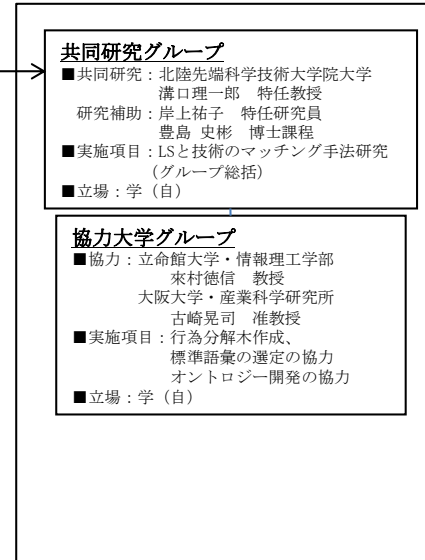 共同研究グループ
■共同研究：北陸先端科学技術大学院大学
溝口理一郎　特任教授
研究補助：岸上祐子　特任研究員
豊島 史彬　博士課程
■実施項目：LSと技術のマッチング手法研究
（グループ総括）
■立場：学（自）
協力大学グループ
■協力：立命館大学・情報理工学部
來村徳信　教授
大阪大学・産業科学研究所
古崎晃司　准教授
■実施項目：行為分解木作成、
標準語彙の選定の協力
オントロジー開発の協力
■立場：学（自）